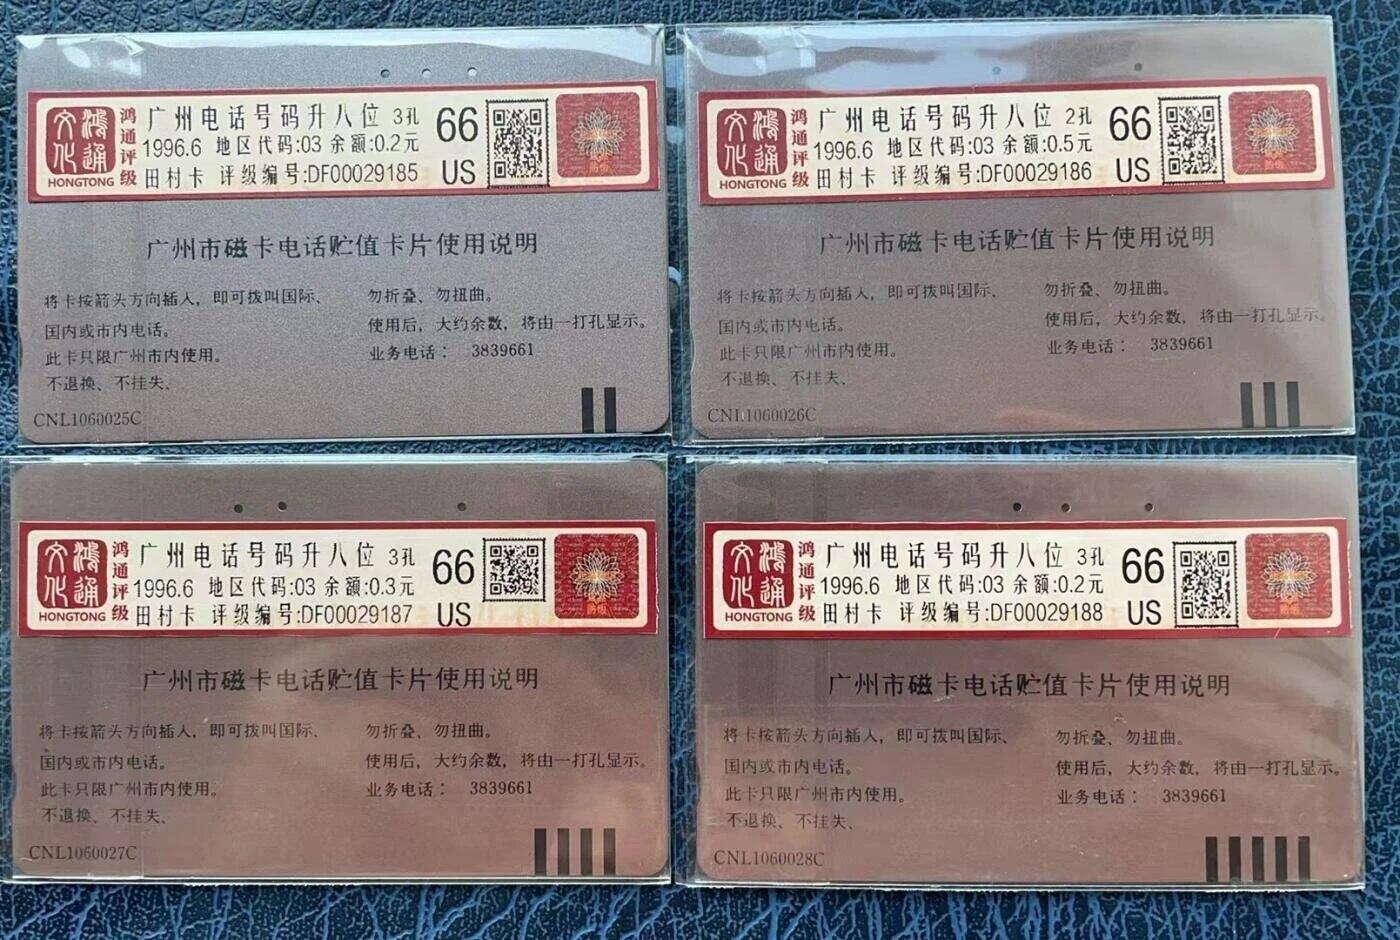 鸿通文化
HONGTONG
鸿通评级
广州电话号码升八位 3孔
1996.6 地区代码:03 余额:0.2元
田村卡 评级编号:DF00029185
66
US
广州市磁卡电话贮值卡片使用说明
将卡按箭头方向插人，即可拨叫国际、
国内或市内电话。
此卡只限广州市内使用。
不退换、不挂失、
勿折叠、勿扭曲。
使用后，大约余数，将由一打孔显示。
业务电话： 3839661
CNL1060025C
鸿通文化
HONGTONG
鸿通评级
广州电话号码升八位 2孔
1996.6 地区代码:03 余额:0.5元
田村卡 评级编号:DF00029186
66
US
广州市磁卡电话贮值卡片使用说明
将卡按箭头方向插人，即可拨叫国际、
国内或市内电话。
此卡只限广州市内使用。
不退换、不挂失、
勿折叠、勿扭曲。
使用后，大约余数，将由一打孔显示。
业务电话： 3839661
CNL1060026C
鸿通文化
HONGTONG
鸿通评级
广州电话号码升八位 3孔
1996.6 地区代码:03 余额:0.3元
田村卡 评级编号:DF00029187
66
US
广州市磁卡电话贮值卡片使用说明
将卡按箭头方向插人，即可拨叫国际、
国内或市内电话。
此卡只限广州市内使用。
不退换、不挂失、
勿折叠、勿扭曲。
使用后，大约余数，将由一打孔显示。
业务电话： 3839661
CNL1060027C
鸿通文化
HONGTONG
鸿通评级
广州电话号码升八位 3孔
1996.6 地区代码:03 余额:0.2元
田村卡 评级编号:DF00029188
66
US
广州市磁卡电话贮值卡片使用说明
将卡按箭头方向插人，即可拨叫国际、
国内或市内电话。
此卡只限广州市内使用。
不退换、不挂失、
勿折叠、勿扭曲。
使用后，大约余数，将由一打孔显示。
业务电话： 3839661
CNL1060028C